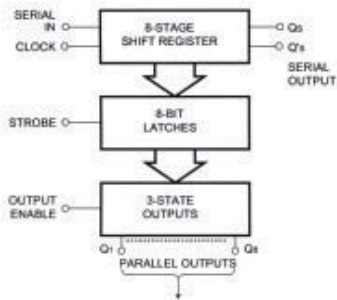 SERIAL
IN
CLOCK
8-STAGE
SHIFT REGISTER
QS
Q's
SERIAL
OUTPUT
STROBE
8-BIT
LATCHES
OUTPUT
ENABLE
3-STATE
OUTPUTS
Q1
Q8
PARALLEL OUTPUTS